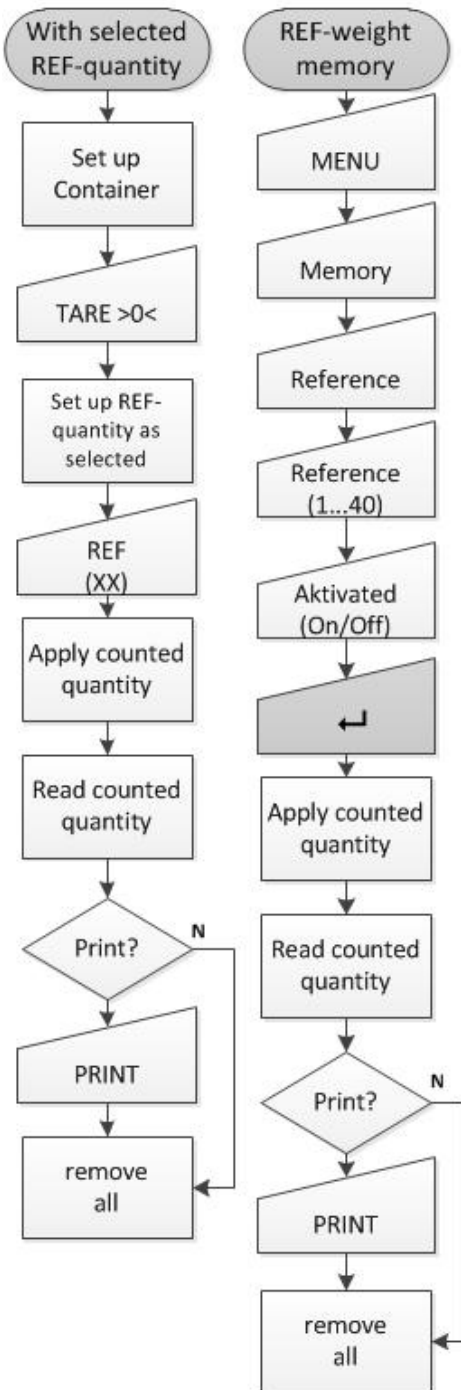 With selected
REF-quantity
Set up
Container
TARE >0<
Set up REF-
quantity as
selected
REF
(XX)
Apply counted
quantity
Read counted
quantity
Print?
N
PRINT
remove
all
REF-weight
memory
MENU
Memory
Reference
Reference
(1...40)
Aktivated
(On/Off)
↵
Apply counted
quantity
Read counted
quantity
Print?
N
PRINT
remove
all